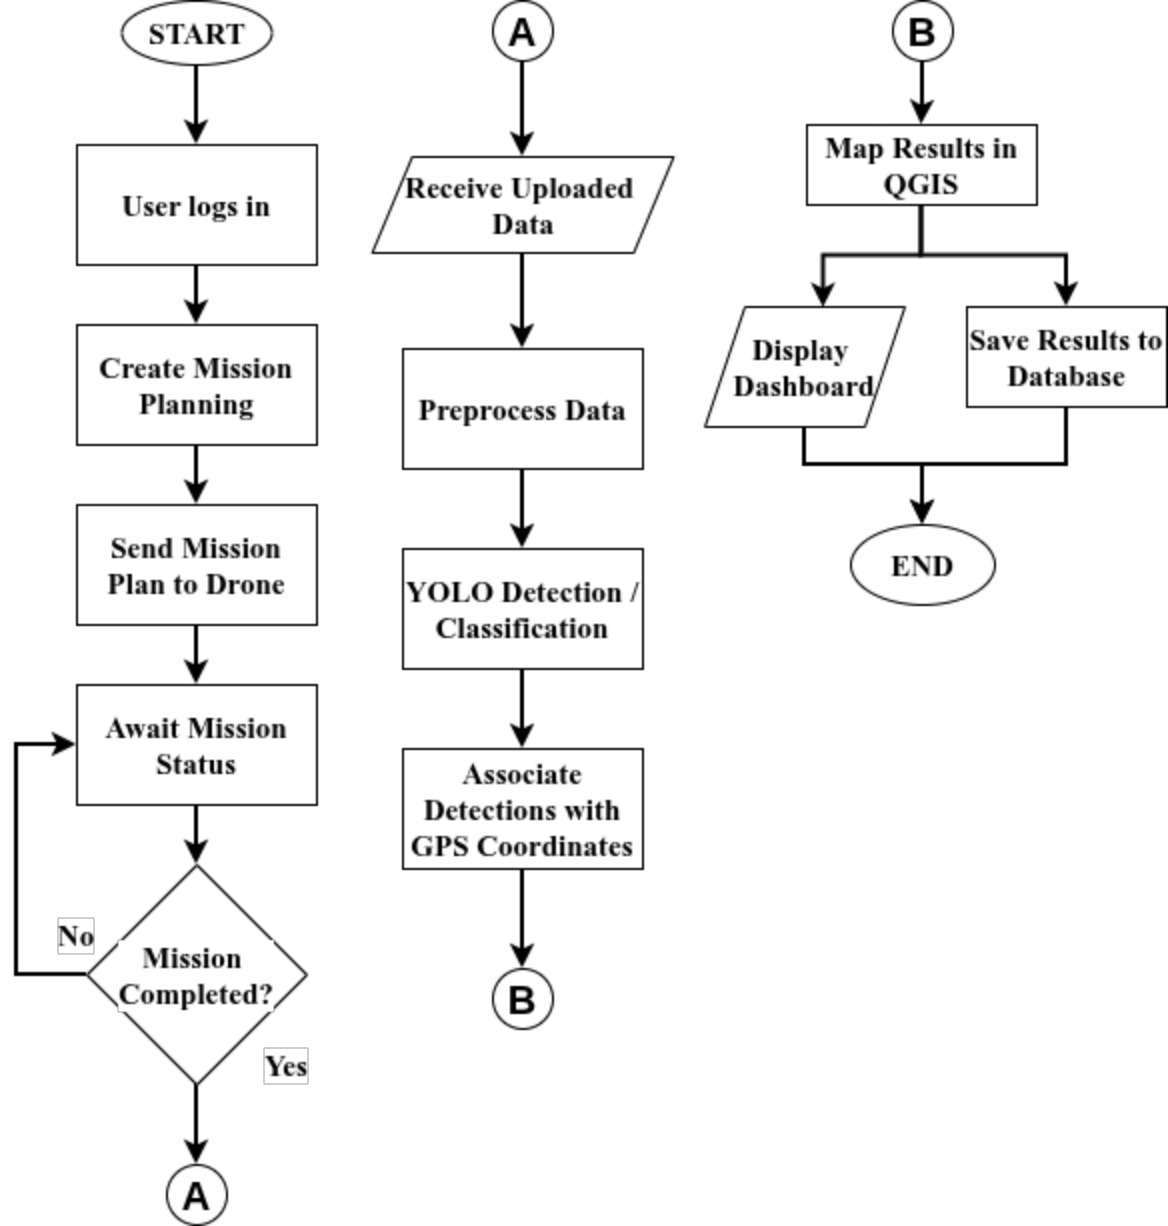 START
User logs in
Create Mission
Planning
Send Mission
Plan to Drone
Await Mission
Status
No
Mission
Completed?
Yes
A
A
Receive Uploaded
Data
Preprocess Data
YOLO Detection /
Classification
Associate
Detections with
GPS Coordinates
B
B
Map Results in
QGIS
Display
Dashboard
Save Results to
Database
END